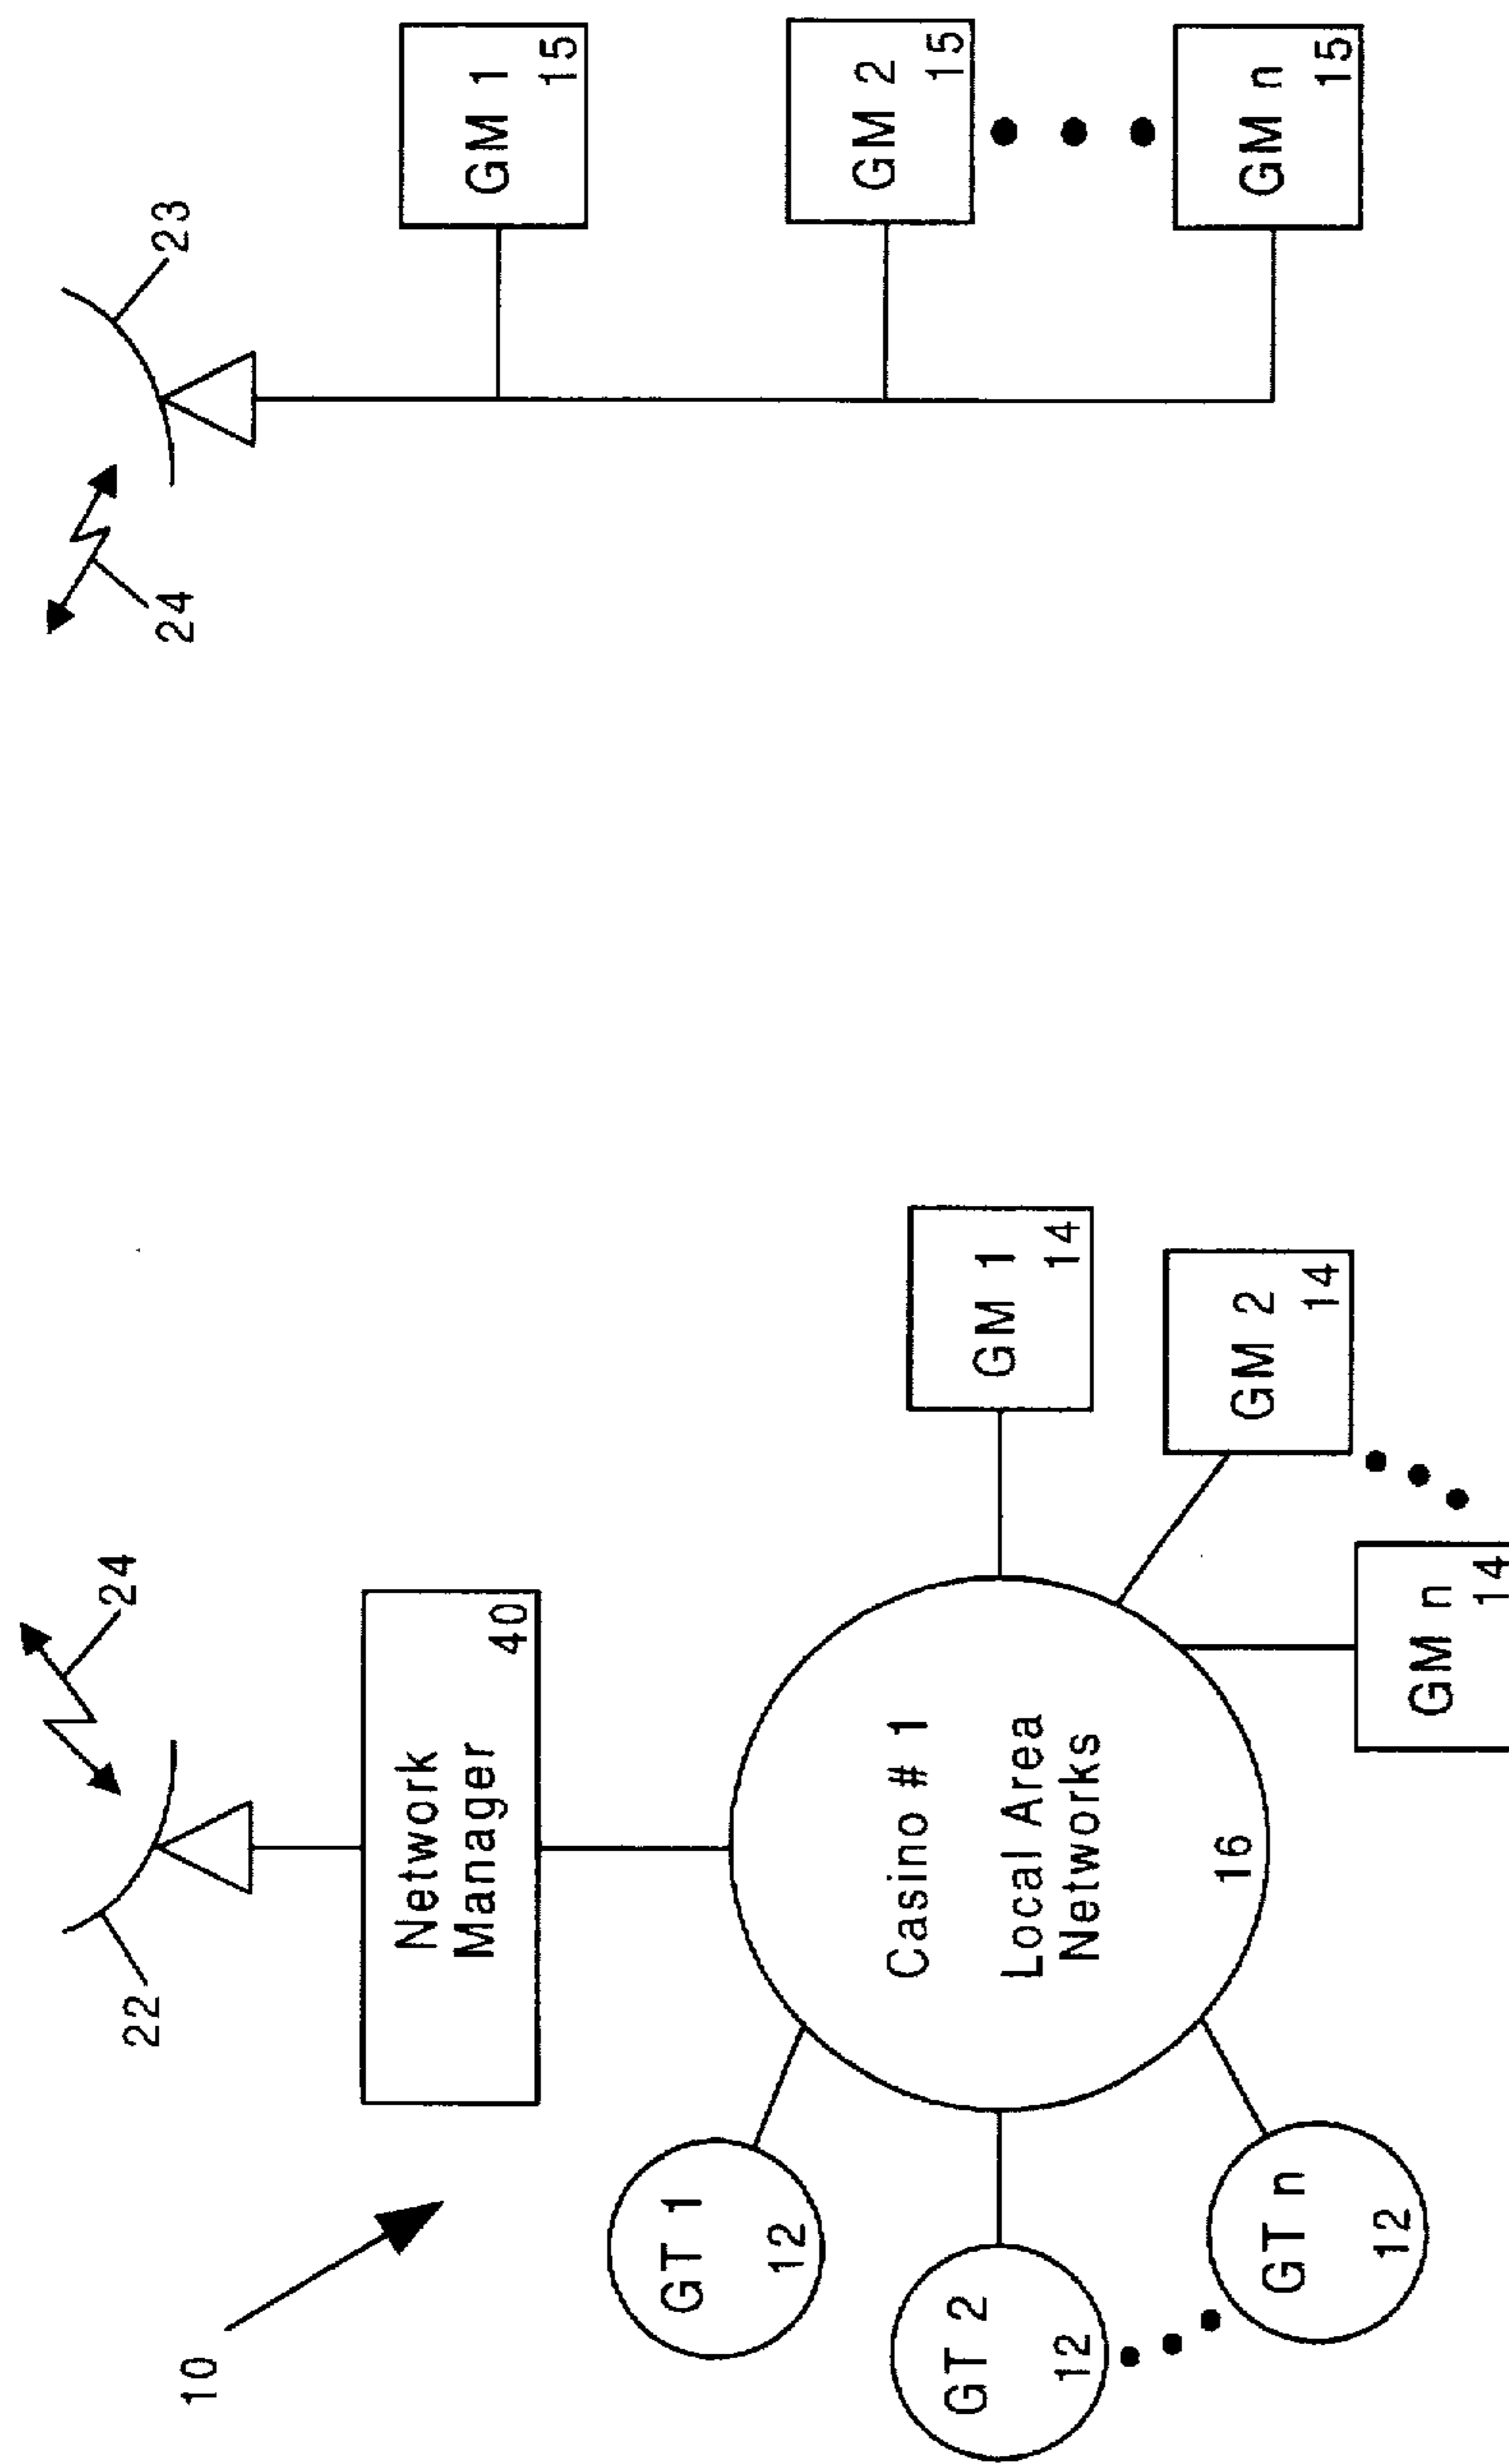 10
22
24
24
23
Network
Manager
40
GM 1
15
GM 2
15
GM n
15
GT 1
12
GT 2
12
GT n
12
Casino # 1
Local Area
Networks
16
GM 1
14
GM 2
14
GM n
14